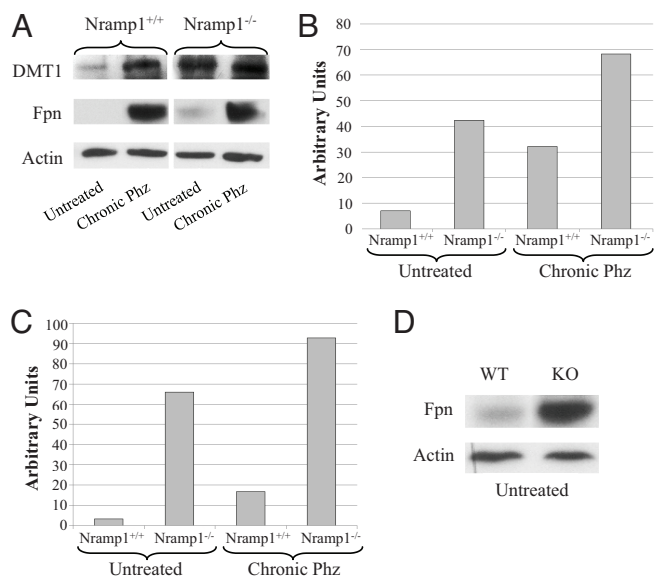 A
Nramp1+/+ Nramp1-/-
DMT1
Fpn
Actin
Untreated
Chronic Phz
Untreated
Chronic Phz
B
Arbitrary Units
80
70
60
50
40
30
20
10
0
Nramp1+/+ Nramp1-/- Nramp1+/+ Nramp1-/-
Untreated Chronic Phz
C
Arbitrary Units
100
90
80
70
60
50
40
30
20
10
0
Nramp1+/+ Nramp1-/- Nramp1+/+ Nramp1-/-
Untreated Chronic Phz
D
WT KO
Fpn
Actin
Untreated